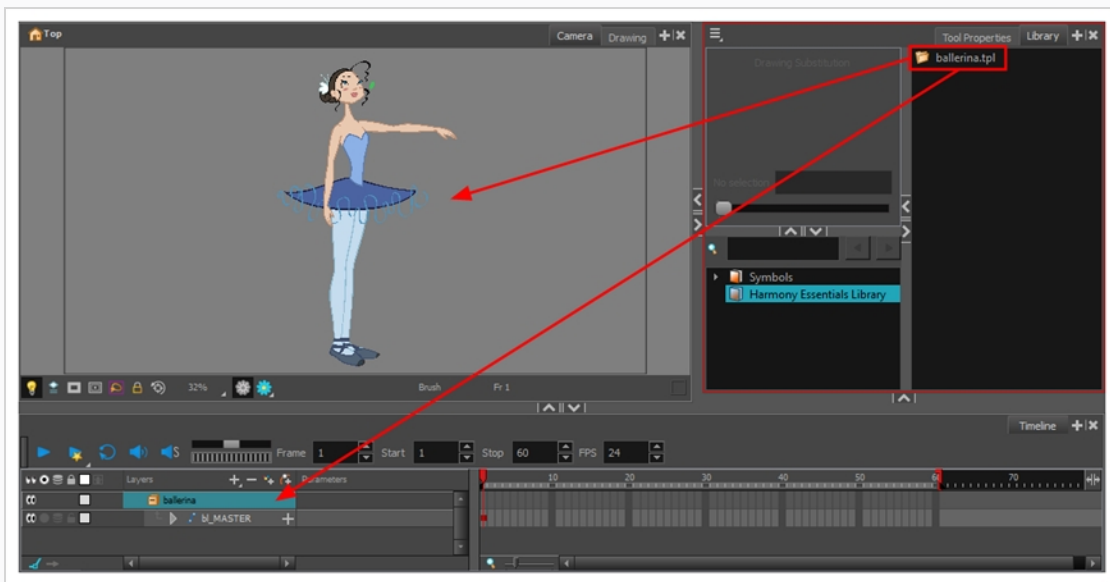 Top
Camera
Drawing
Tool Properties
Library
Drawing Substitution
ballerina.tpl
No selection
Symbols
Harmony Essentials Library
32%
Brush
Fr 1
Timeline
Frame 1 Start 1 Stop 60 FPS 24
Layers
Parameters
10 20 30 40 50 60 70
ballerina
bl_MASTER